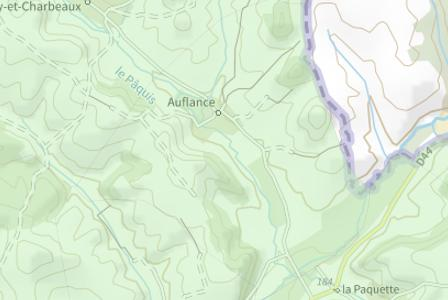 y-et-Charbeaux
le Pâquis
Auflance
D44
184
la Paquette